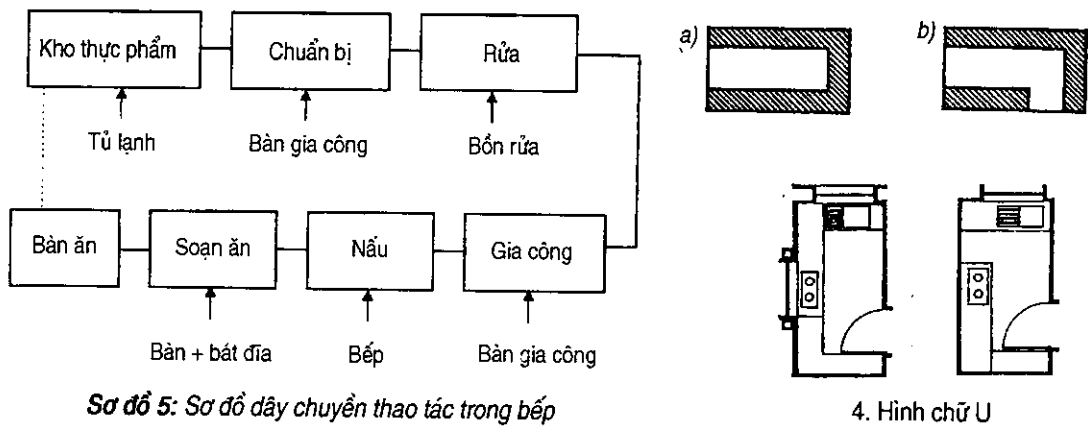 Kho thực phẩm
Chuẩn bị
Rửa
Tủ lạnh
Bàn gia công
Bồn rửa
Bàn ăn
Soạn ăn
Nấu
Gia công
Bàn + bát đĩa
Bếp
Bàn gia công
Sơ đồ 5: Sơ đồ dây chuyền thao tác trong bếp
a)
b)
4. Hình chữ U